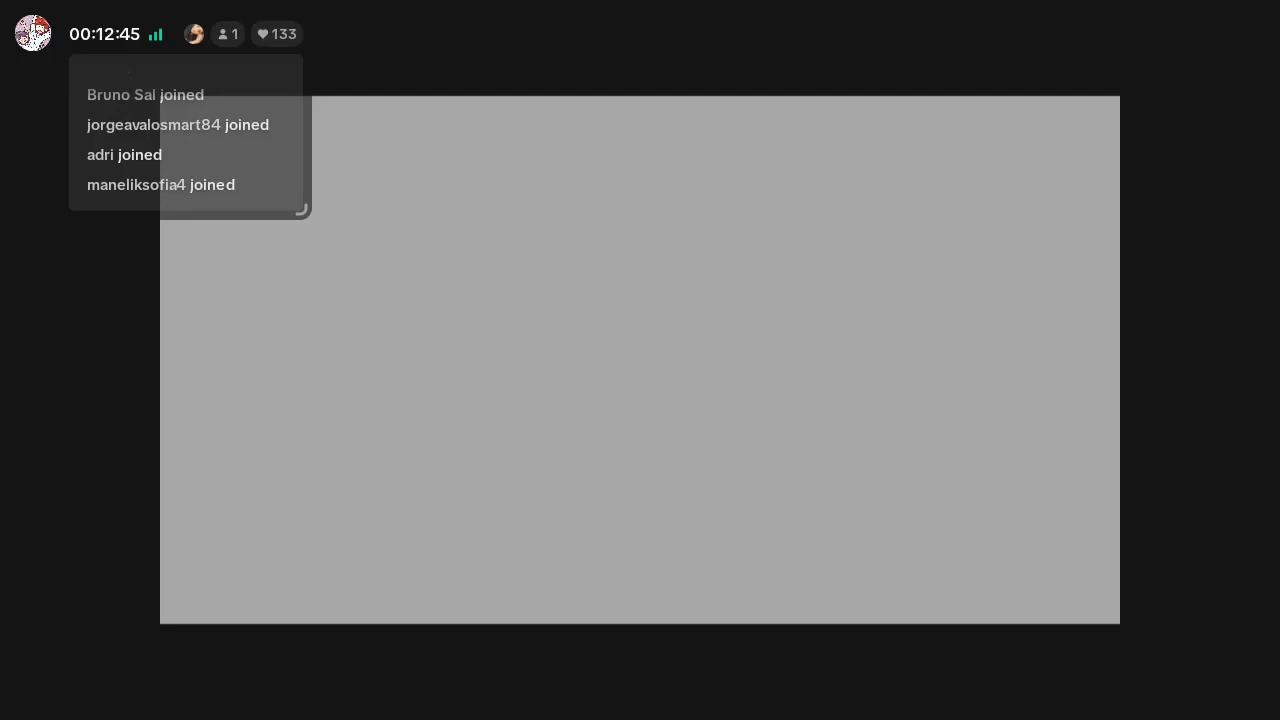 00:12:45 1 133
Bruno Sal joined
jorgeavalosmart84 joined
adri joined
maneliksofia4 joined